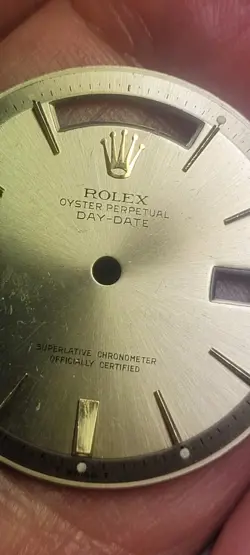 ROLEX
OYSTER PERPETUAL
DAY-DATE
SUPERLATIVE CHRONOMETER
OFFICIALLY CERTIFIED